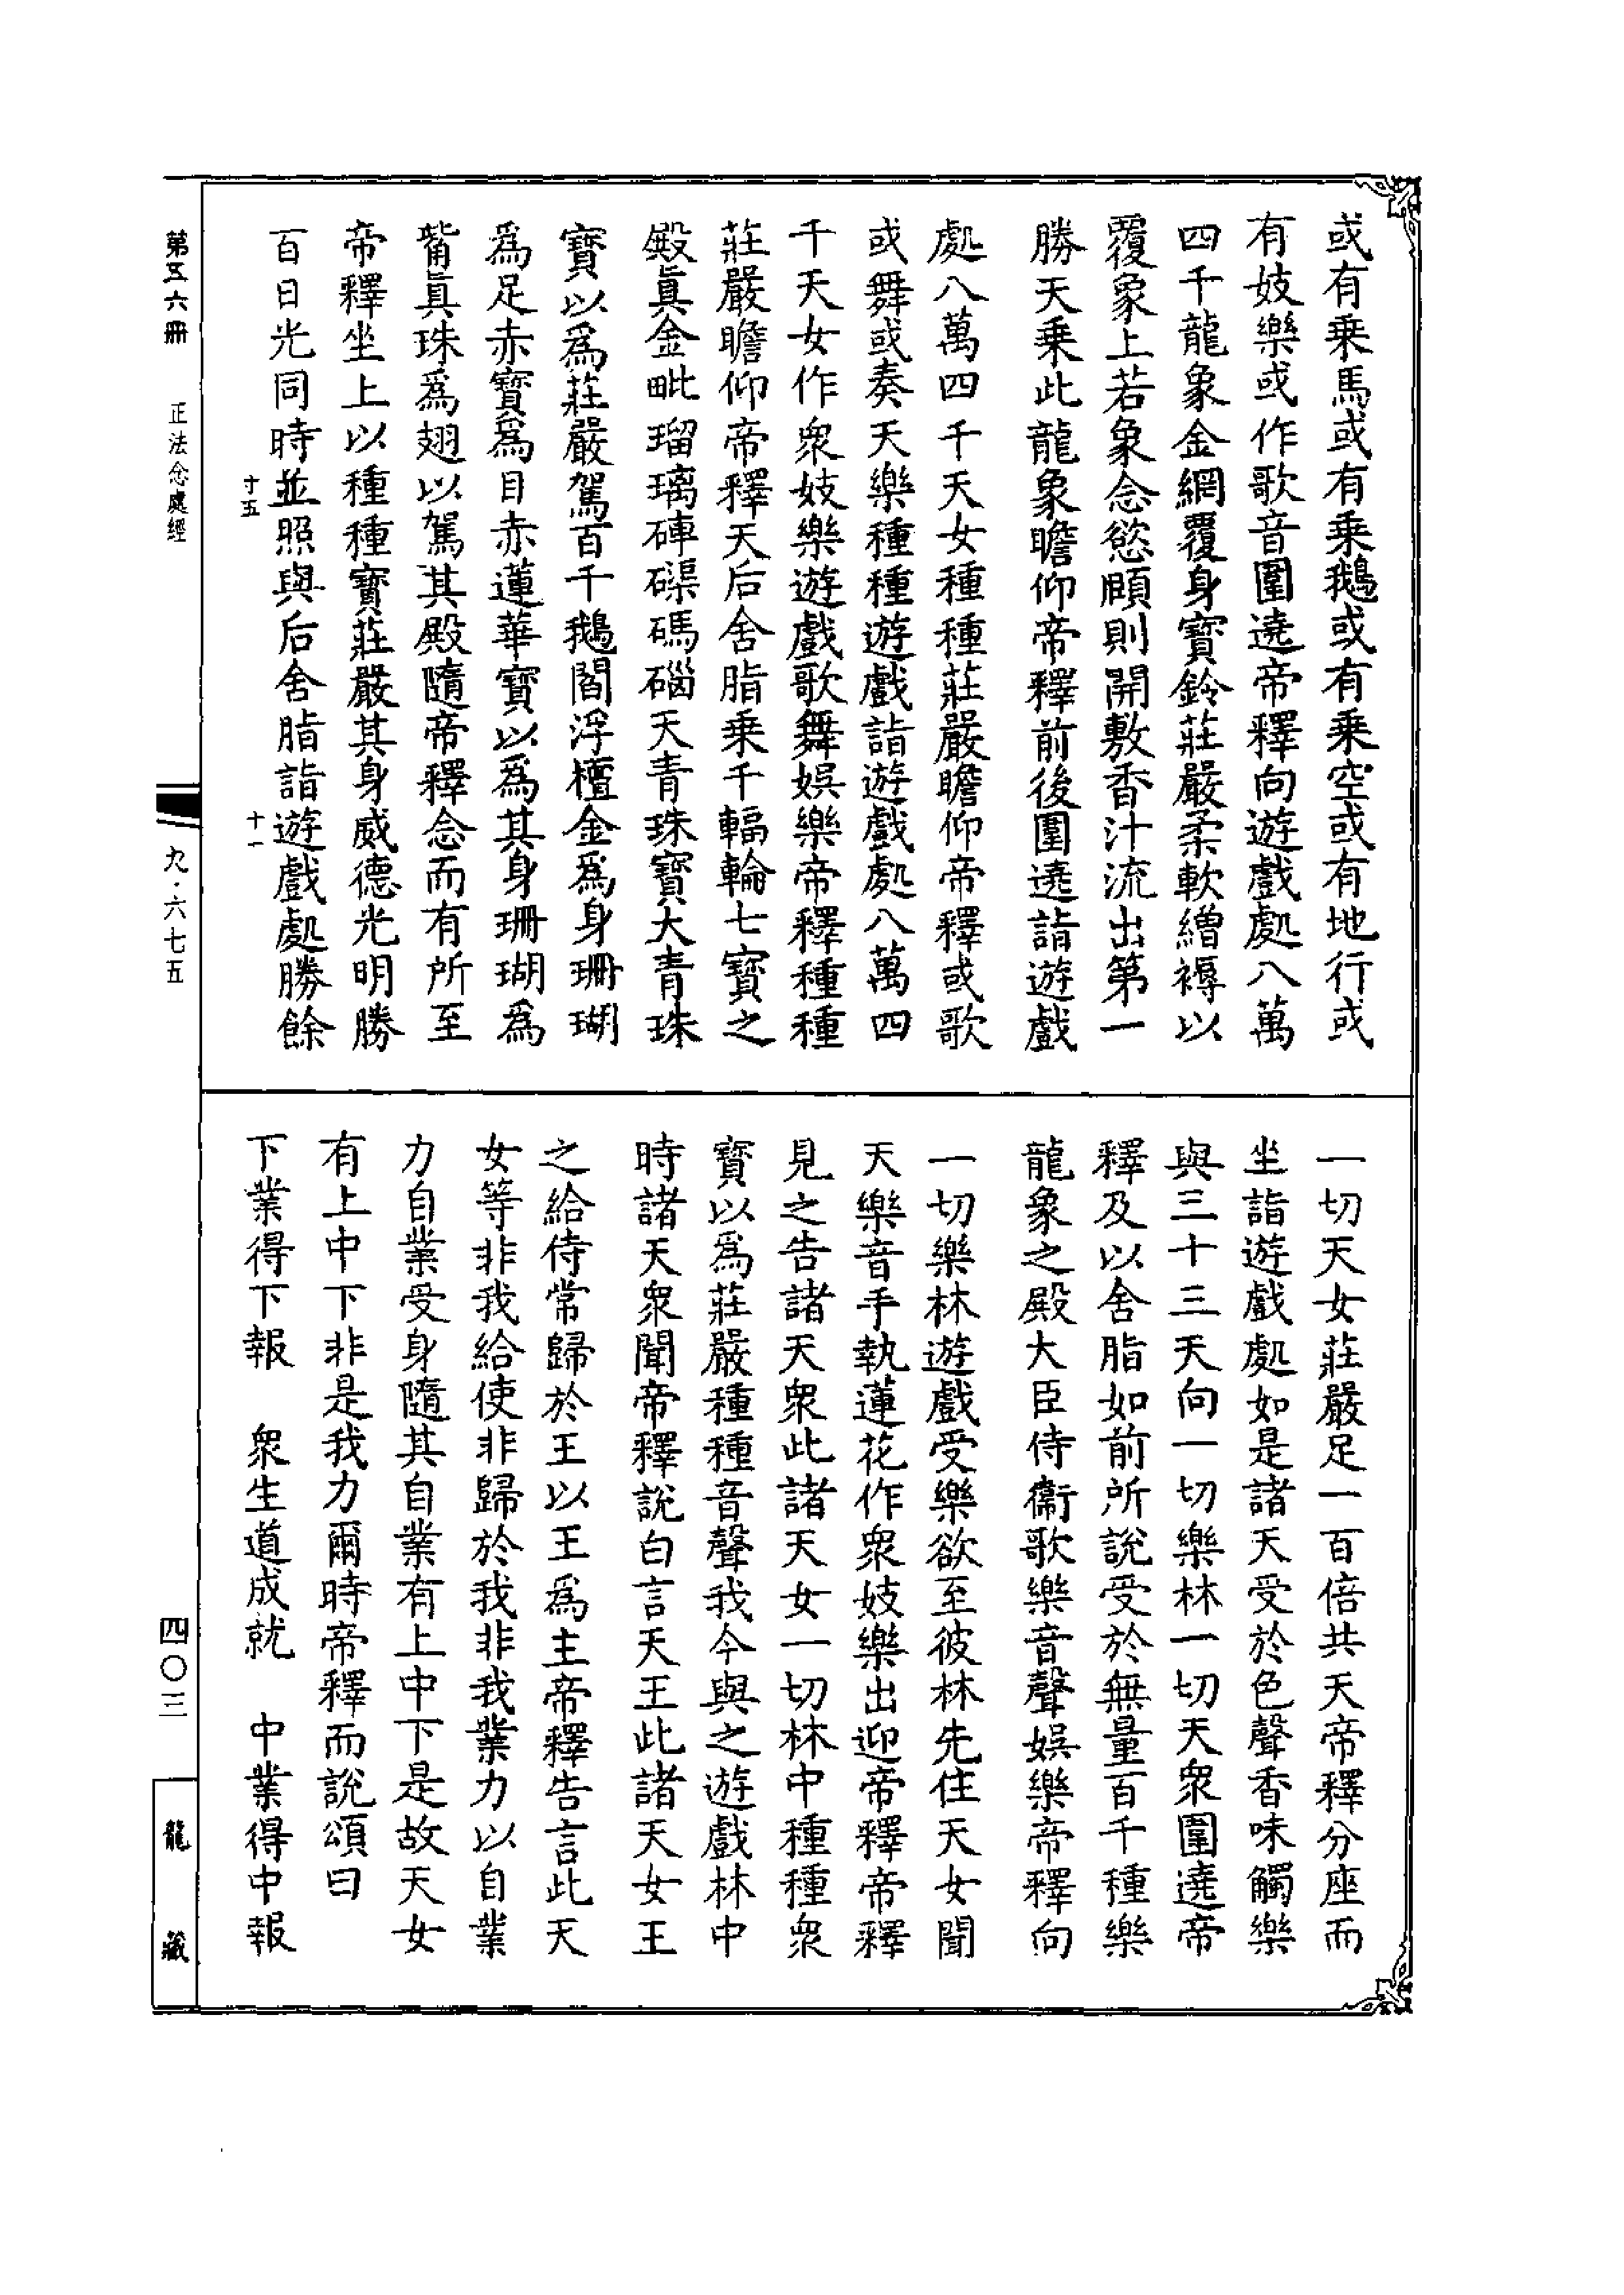 或有乗馬或有乗鵝或有乗空或有地行或
有妓樂或作歌音圍遶帝釋向遊戲處八萬
四千龍象金網覆身寶鈴莊嚴柔軟繒褥以
覆象上若象念慾頤則開敷香汁流出第一
勝天乗此龍象瞻仰帝釋前後圍遶詣遊戲
處八萬四千天女種種莊嚴瞻仰帝釋或歌
或舞或奏天樂種種遊戲詣遊戲處八萬四
千天女作衆妓樂遊戲歌舞娛樂帝釋種種
莊嚴瞻仰帝釋天后舍脂乗千輻輪七寶之
殿眞金毗瑠璃硨磲碼碯天青珠寶大青珠
寶以爲莊嚴駕百千鵝閻浮檀金爲身珊瑚
爲足赤寶爲目赤蓮華寶以爲其身珊瑚爲
觜眞珠爲翅以駕其殿隨帝釋念而有所至
帝釋坐上以種種寶莊嚴其身威德光明勝
百日光同時並照與后舍脂詣遊戲處勝餘
一切天女莊嚴足一百倍共天帝釋分座而
坐詣遊戲處如是諸天受於色聲香味觸樂
與三十三天向一切樂林一切天衆圍遶帝
釋及以舍脂如前所說受於無量百千種樂
龍象之殿大臣侍衞歌樂音聲娛樂帝釋向
一切樂林遊戲受樂欲至彼林先住天女聞
天樂音手執蓮花作衆妓樂出迎帝釋帝釋
見之告諸天衆此諸天女一切林中種種衆
寶以爲莊嚴種種音聲我今與之遊戲林中
時諸天衆聞帝釋說白言天王此諸天女王
之給侍常歸於王以王爲主帝釋告言此天
女等非我給使非歸於我非我業力以自業
力自業受身隨其自業有上中下是故天女
有上中下非是我力爾時帝釋而說頌曰
下業得下報　衆生道成就　中業得中報
第五六册　正法念處經
寸五
十一
九·六七五
四〇三
龍藏